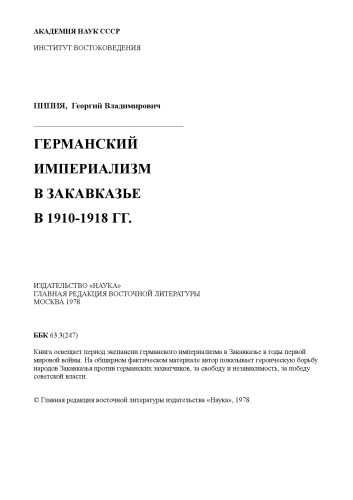 АКАДЕМИЯ НАУК СССР
ИНСТИТУТ ВОСТОКОВЕДЕНИЯ
ПИПИЯ, Георгий Владимирович
ГЕРМАНСКИЙ
ИМПЕРИАЛИЗМ
В ЗАКАВКАЗЬЕ
В 1910-1918 ГГ.
ИЗДАТЕЛЬСТВО «НАУКА»
ГЛАВНАЯ РЕДАКЦИЯ ВОСТОЧНОЙ ЛИТЕРАТУРЫ
МОСКВА 1978
ББК 63.3(247)
Книга освещает период экспансии германского империализма в Закавказье в годы первой
мировой войны. На обширном фактическом материале автор показывает героическую борьбу
народов Закавказья против германских захватчиков, за свободу и независимость, за победу
советской власти.
© Главная редакция восточной литературы издательства «Наука», 1978.